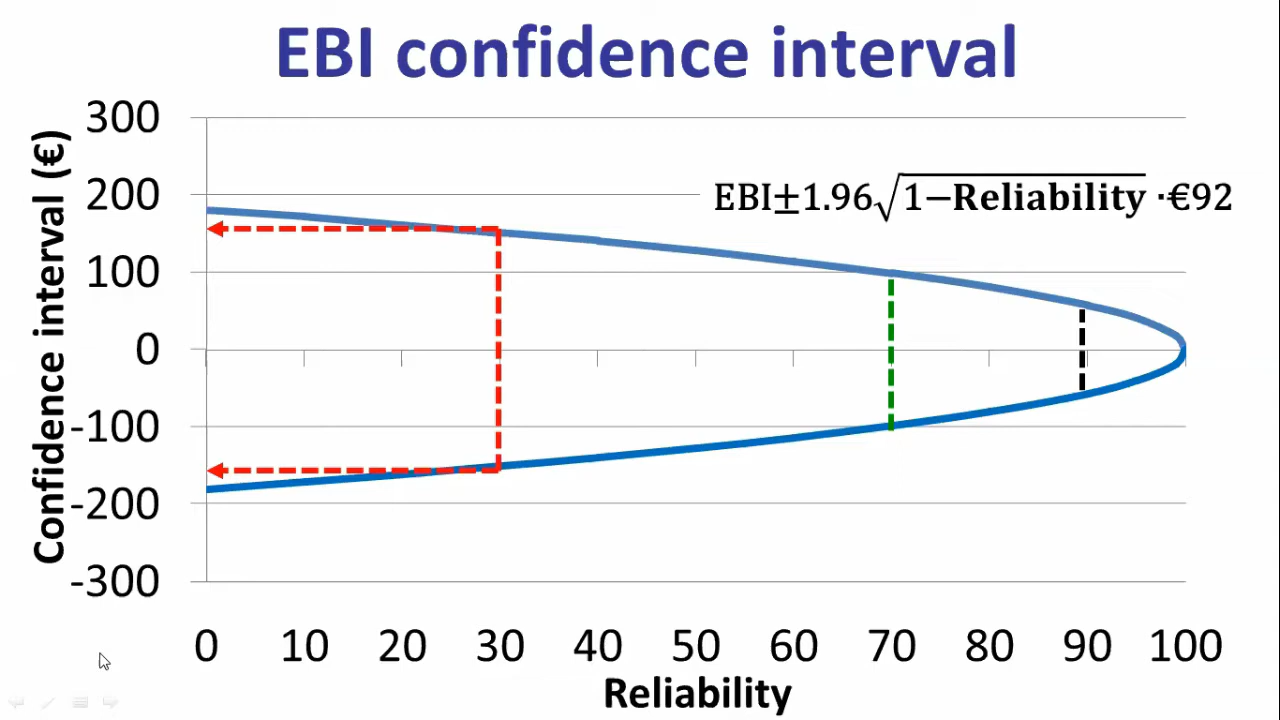 EBI confidence interval
Confidence interval (€)
300
200
100
0
-100
-200
-300
EBI±1.96√1−Reliability ·€92
0 10 20 30 40 50 60 70 80 90 100
Reliability